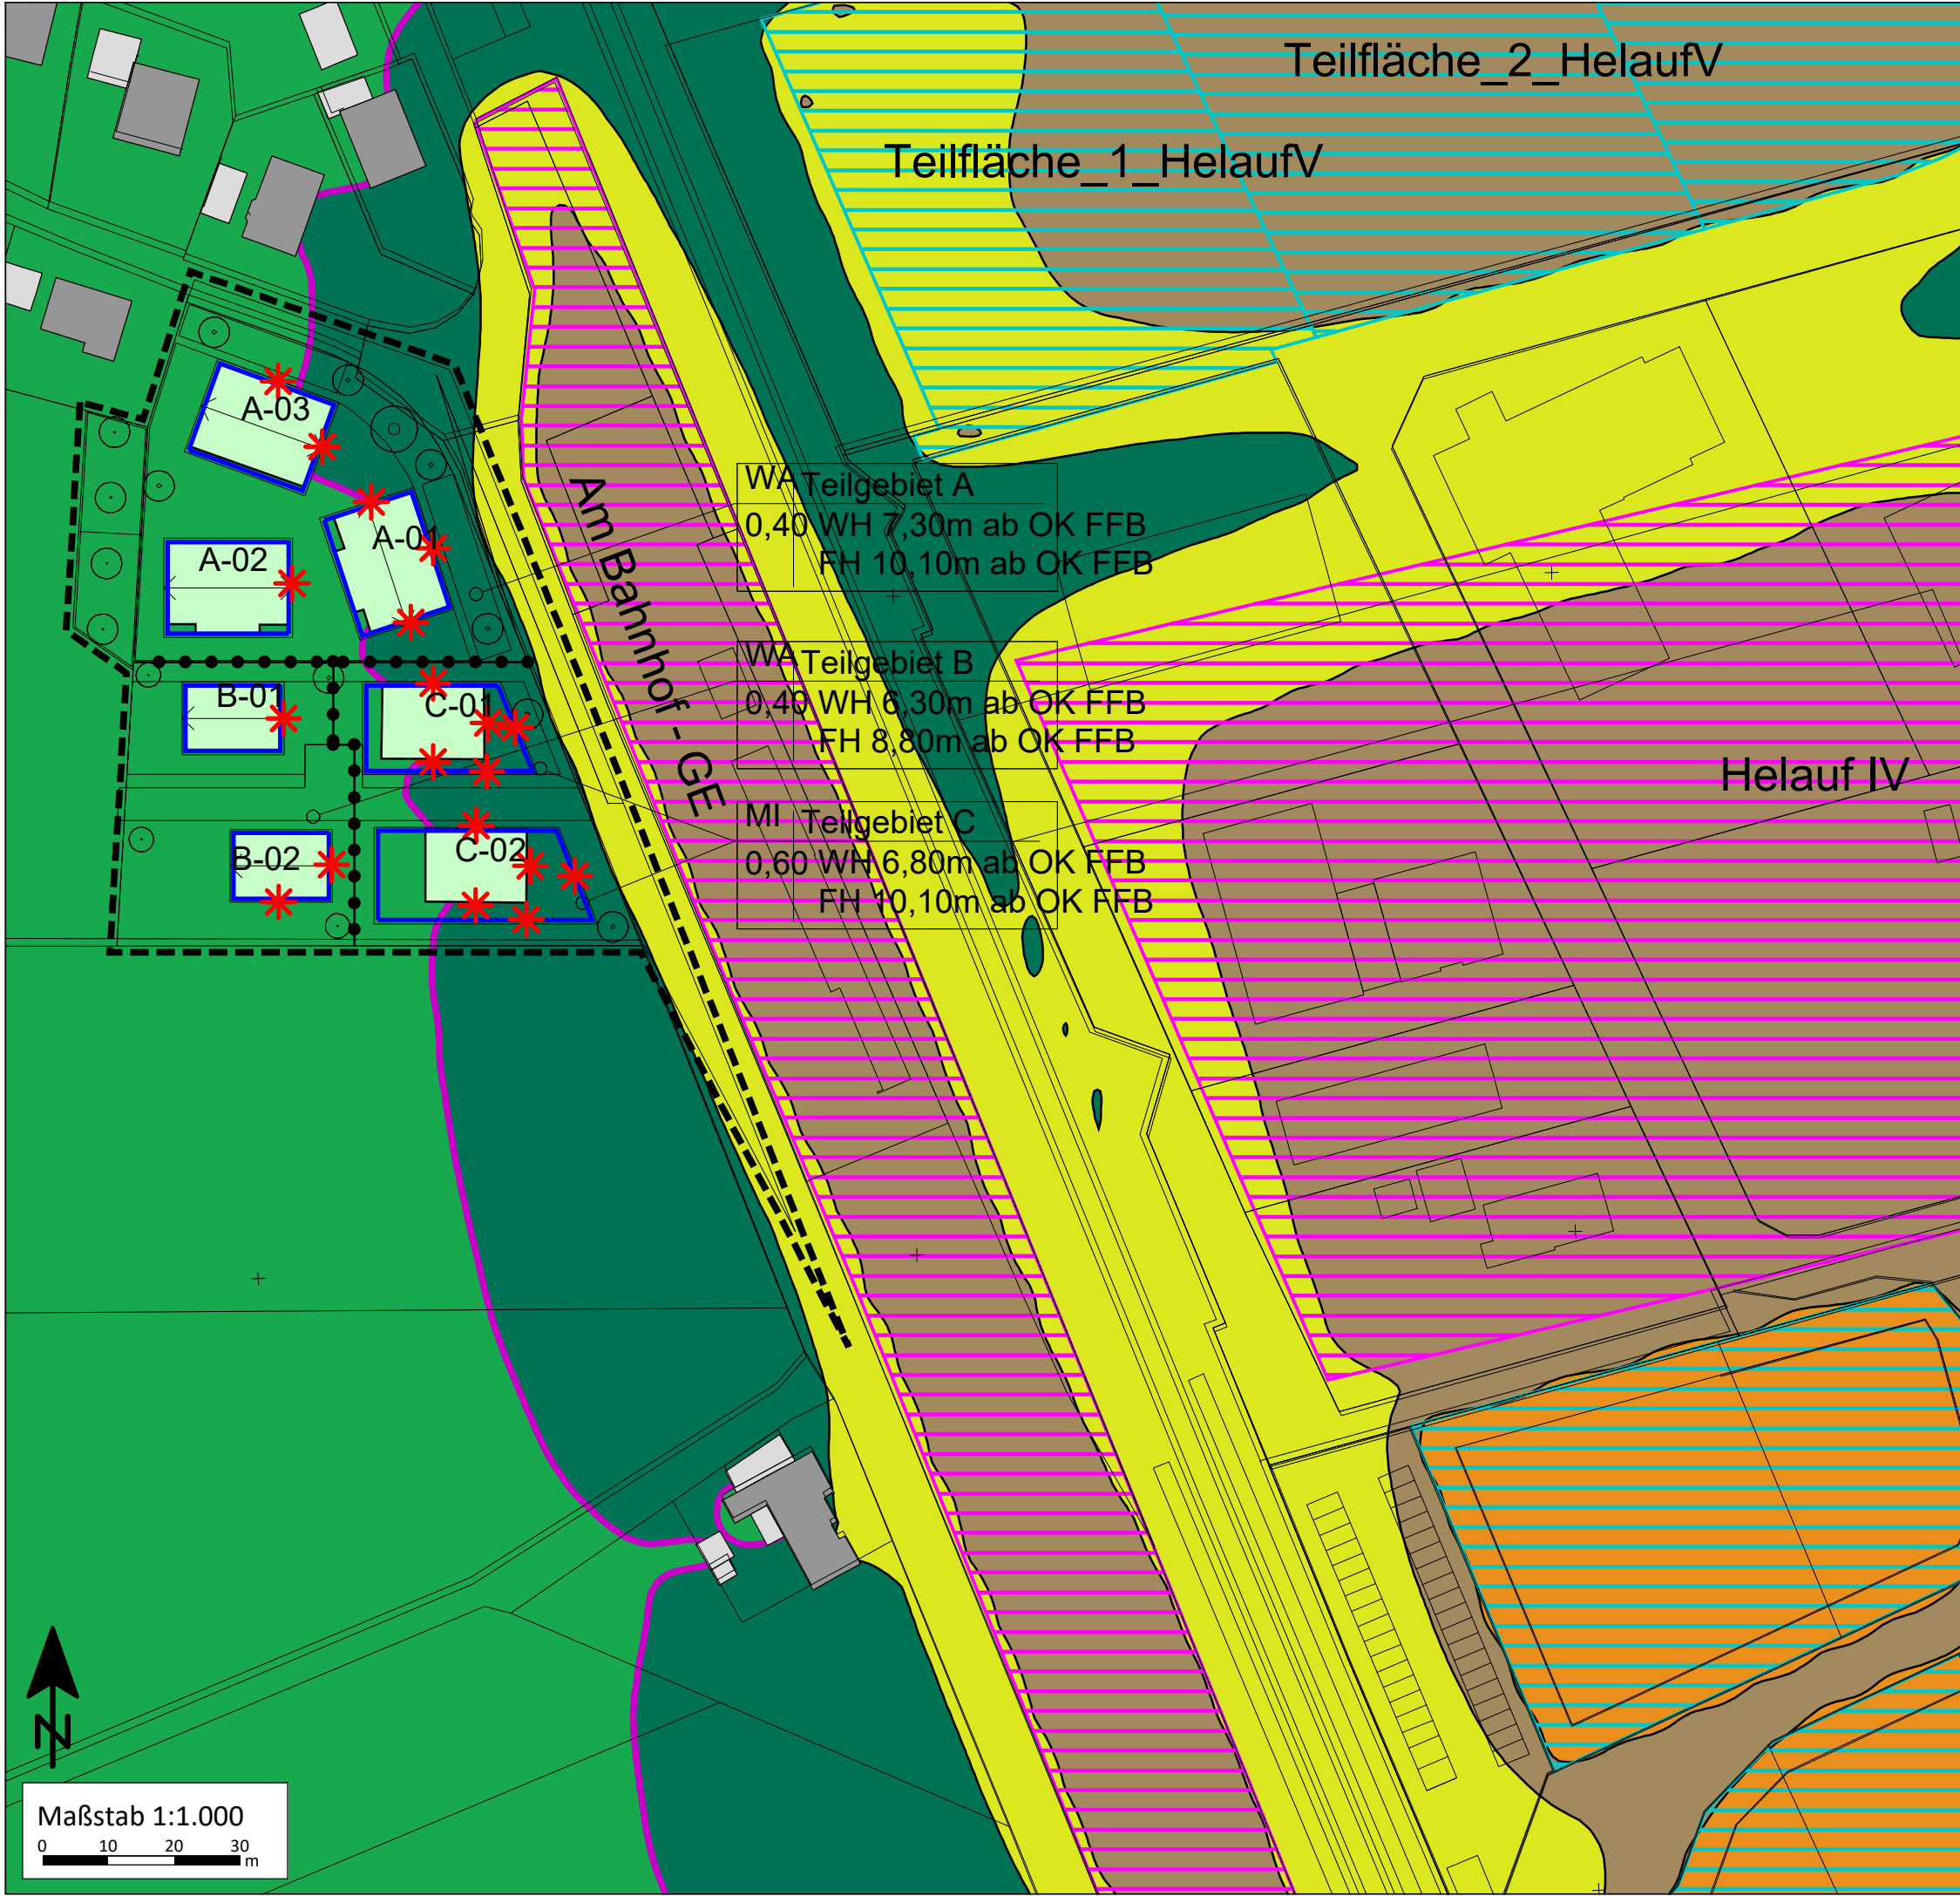 Teilfläche_2_HelaufV
Teilfläche_1_HelaufV
A-03
A-01
A-02
B-01
C-01
B-02
C-02
Am Bahnhof - GE
WA Teilgebiet A
0,40 WH 7,30m ab OK FFB
FH 10,10m ab OK FFB
WA Teilgebiet B
0,40 WH 6,30m ab OK FFB
FH 8,80m ab OK FFB
MI Teilgebiet C
0,60 WH 6,80m ab OK FFB
FH 10,10m ab OK FFB
Helauf IV
N
Maßstab 1:1.000
0 10 20 30
m